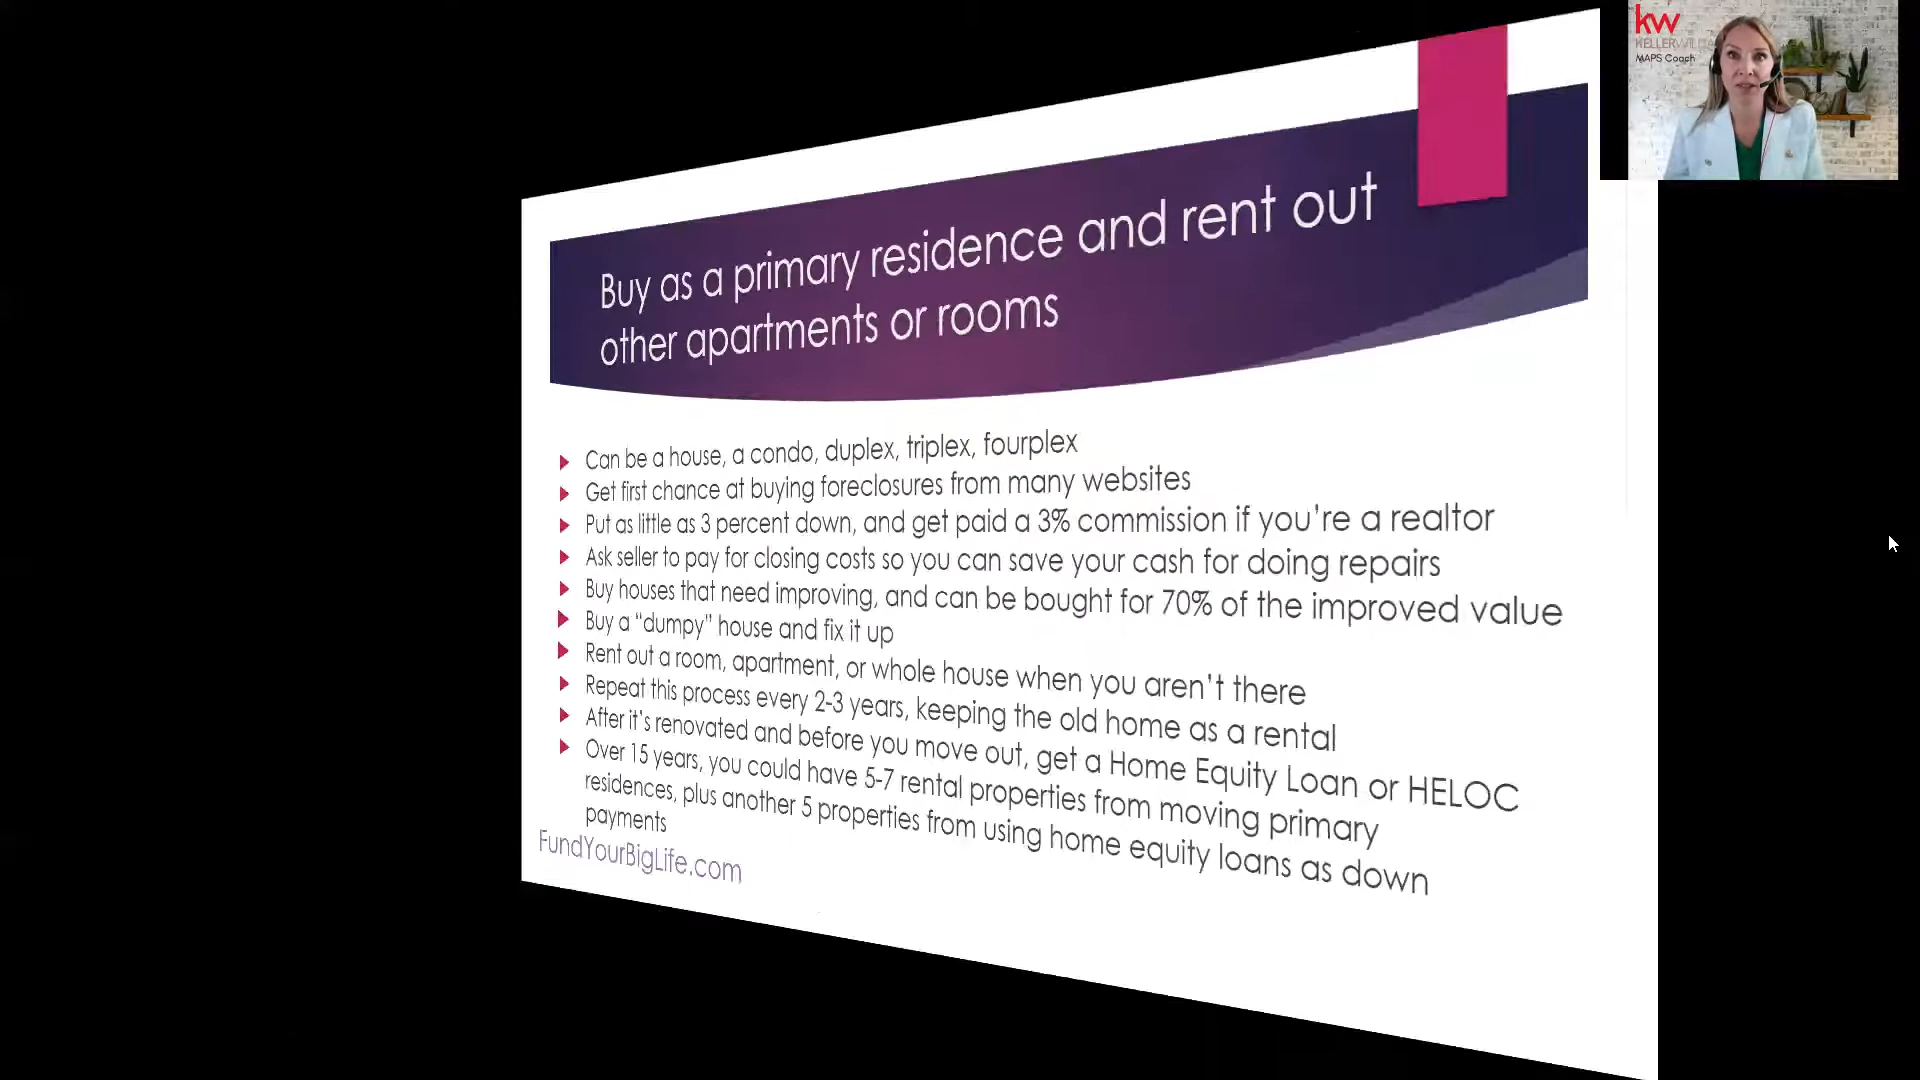 kw
KELLERWILLIA
MAPS Coach
Buy as a primary residence and rent out
other apartments or rooms
Can be a house, a condo, duplex, triplex, fourplex
Get first chance at buying foreclosures from many websites
Put as little as 3 percent down, and get paid a 3% commission if you're a realtor
Ask seller to pay for closing costs so you can save your cash for doing repairs
Buy houses that need improving, and can be bought for 70% of the improved value
Buy a “dumpy” house and fix it up
Rent out a room, apartment, or whole house when you aren't there
Repeat this process every 2-3 years, keeping the old home as a rental
After it's renovated and before you move out, get a Home Equity Loan or HELOC
Over 15 years, you could have 5-7 rental properties from moving primary
residences, plus another 5 properties from using home equity loans as down
payments
FundYourBigLife.com